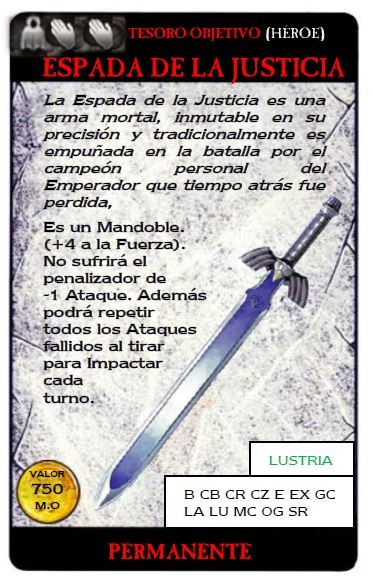 TESORO OBJETIVO (HÉROE)
ESPADA DE LA JUSTICIA
La Espada de la Justicia es una
arma mortal, inmutable en su
precisión y tradicionalmente es
empuñada en la batalla por el
campeón personal del
Emperador que tiempo atrás fue
perdida,
Es un Mandoble.
(+4 a la Fuerza).
No sufrirá el
penalizador de
-1 Ataque. Además
podrá repetir
todos los Ataques
fallidos al tirar
para Impactar
cada
turno.
LUSTRIA
VALOR
750
M.O
B CB CR CZ E EX GC
LA LU MC OG SR
PERMANENTE